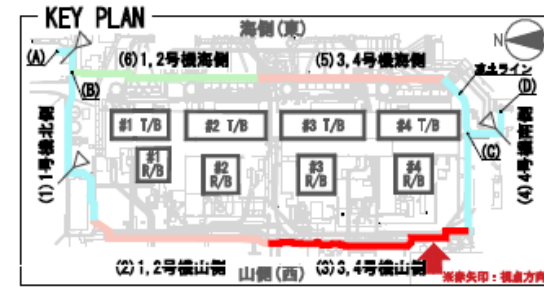 KEY PLAN
海側(東)
N
(A)
(6)1,2号機海側
(5)3,4号機海側
凍土ライン
(B)
(D)
#1 T/B
#2 T/B
#3 T/B
#4 T/B
(C)
(1)1号機北側
#1
R/B
#2
R/B
#3
R/B
#4
R/B
(4)4号機南側
(2)1,2号機山側
山側(西)
(3)3,4号機山側
※赤矢印：視点方向